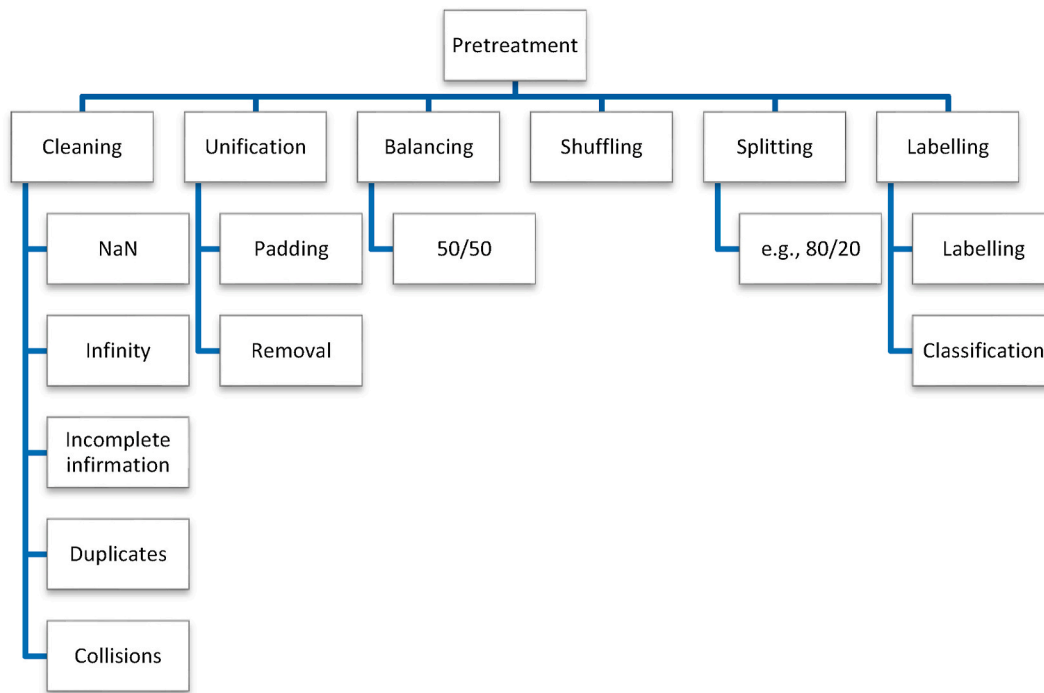 Pretreatment
Cleaning
Unification
Balancing
Shuffling
Splitting
Labelling
NaN
Padding
50/50
e.g., 80/20
Labelling
Infinity
Removal
Classification
Incomplete
infirmation
Duplicates
Collisions